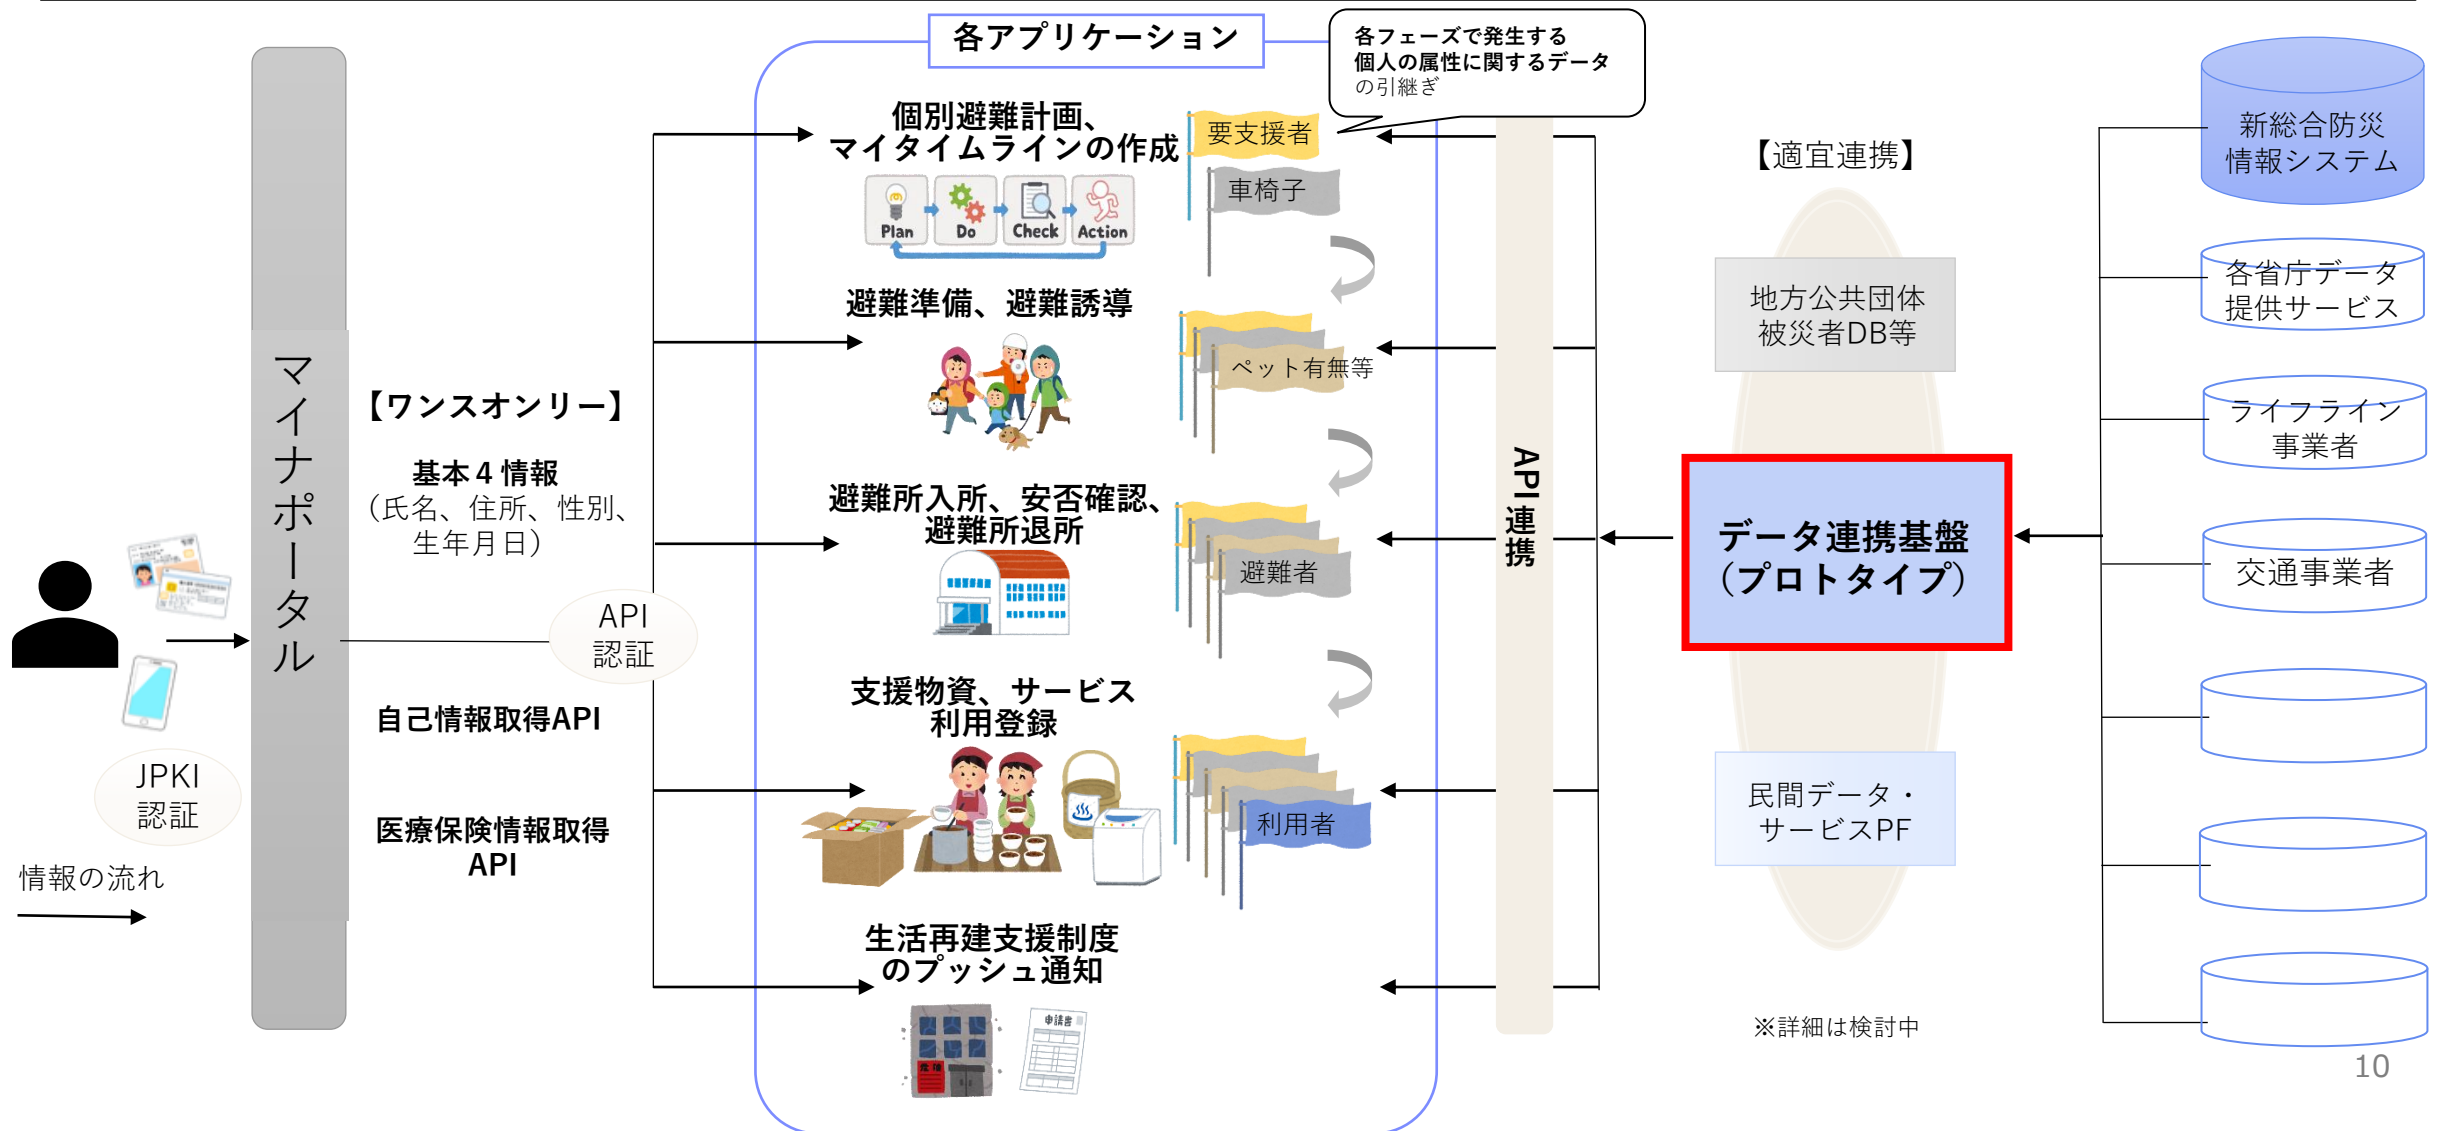 各アプリケーション
各フェーズで発生する
個人の属性に関するデータ
の引継ぎ
個別避難計画、
マイタイムラインの作成
Plan
Do
Check
Action
要支援者
車椅子
避難準備、避難誘導
ペット有無等
避難所入所、安否確認、
避難所退所
避難者
支援物資、サービス
利用登録
利用者
生活再建支援制度
のプッシュ通知
危険
申請書
マイナポータル
【ワンスオンリー】
基本４情報
（氏名、住所、性別、
生年月日）
API
認証
自己情報取得API
医療保険情報取得
API
JPKI
認証
情報の流れ
API連携
【適宜連携】
地方公共団体
被災者DB等
データ連携基盤
（プロトタイプ）
民間データ・
サービスPF
※詳細は検討中
新総合防災
情報システム
各省庁データ
提供サービス
ライフライン
事業者
交通事業者
10